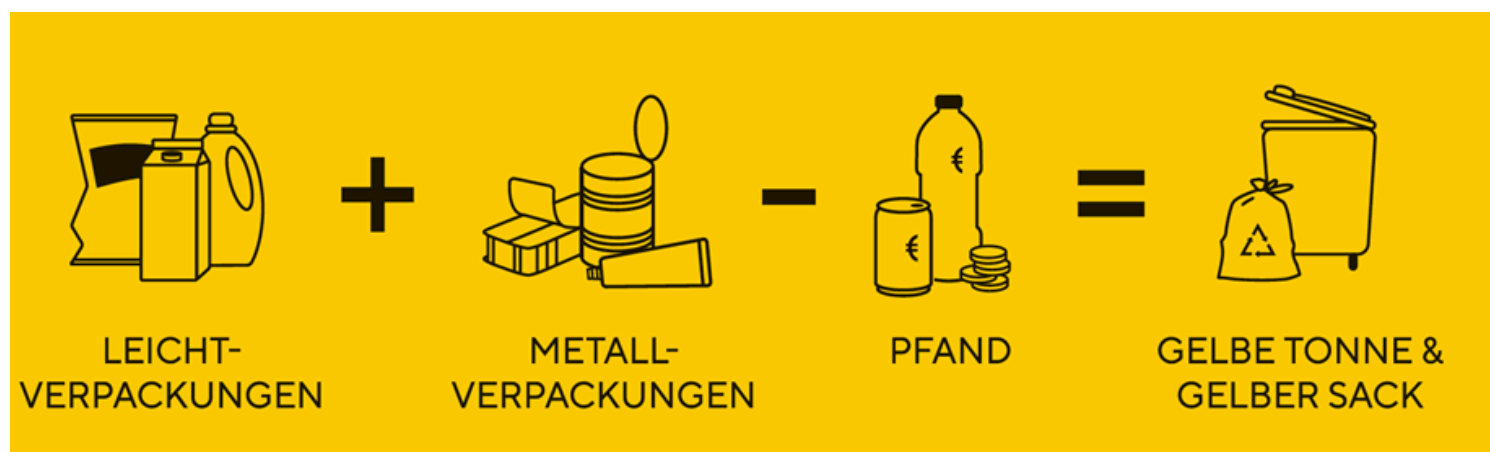 LEICHT-
VERPACKUNGEN
+
METALL-
VERPACKUNGEN
-
€
€
PFAND
=
GELBE TONNE &
GELBER SACK